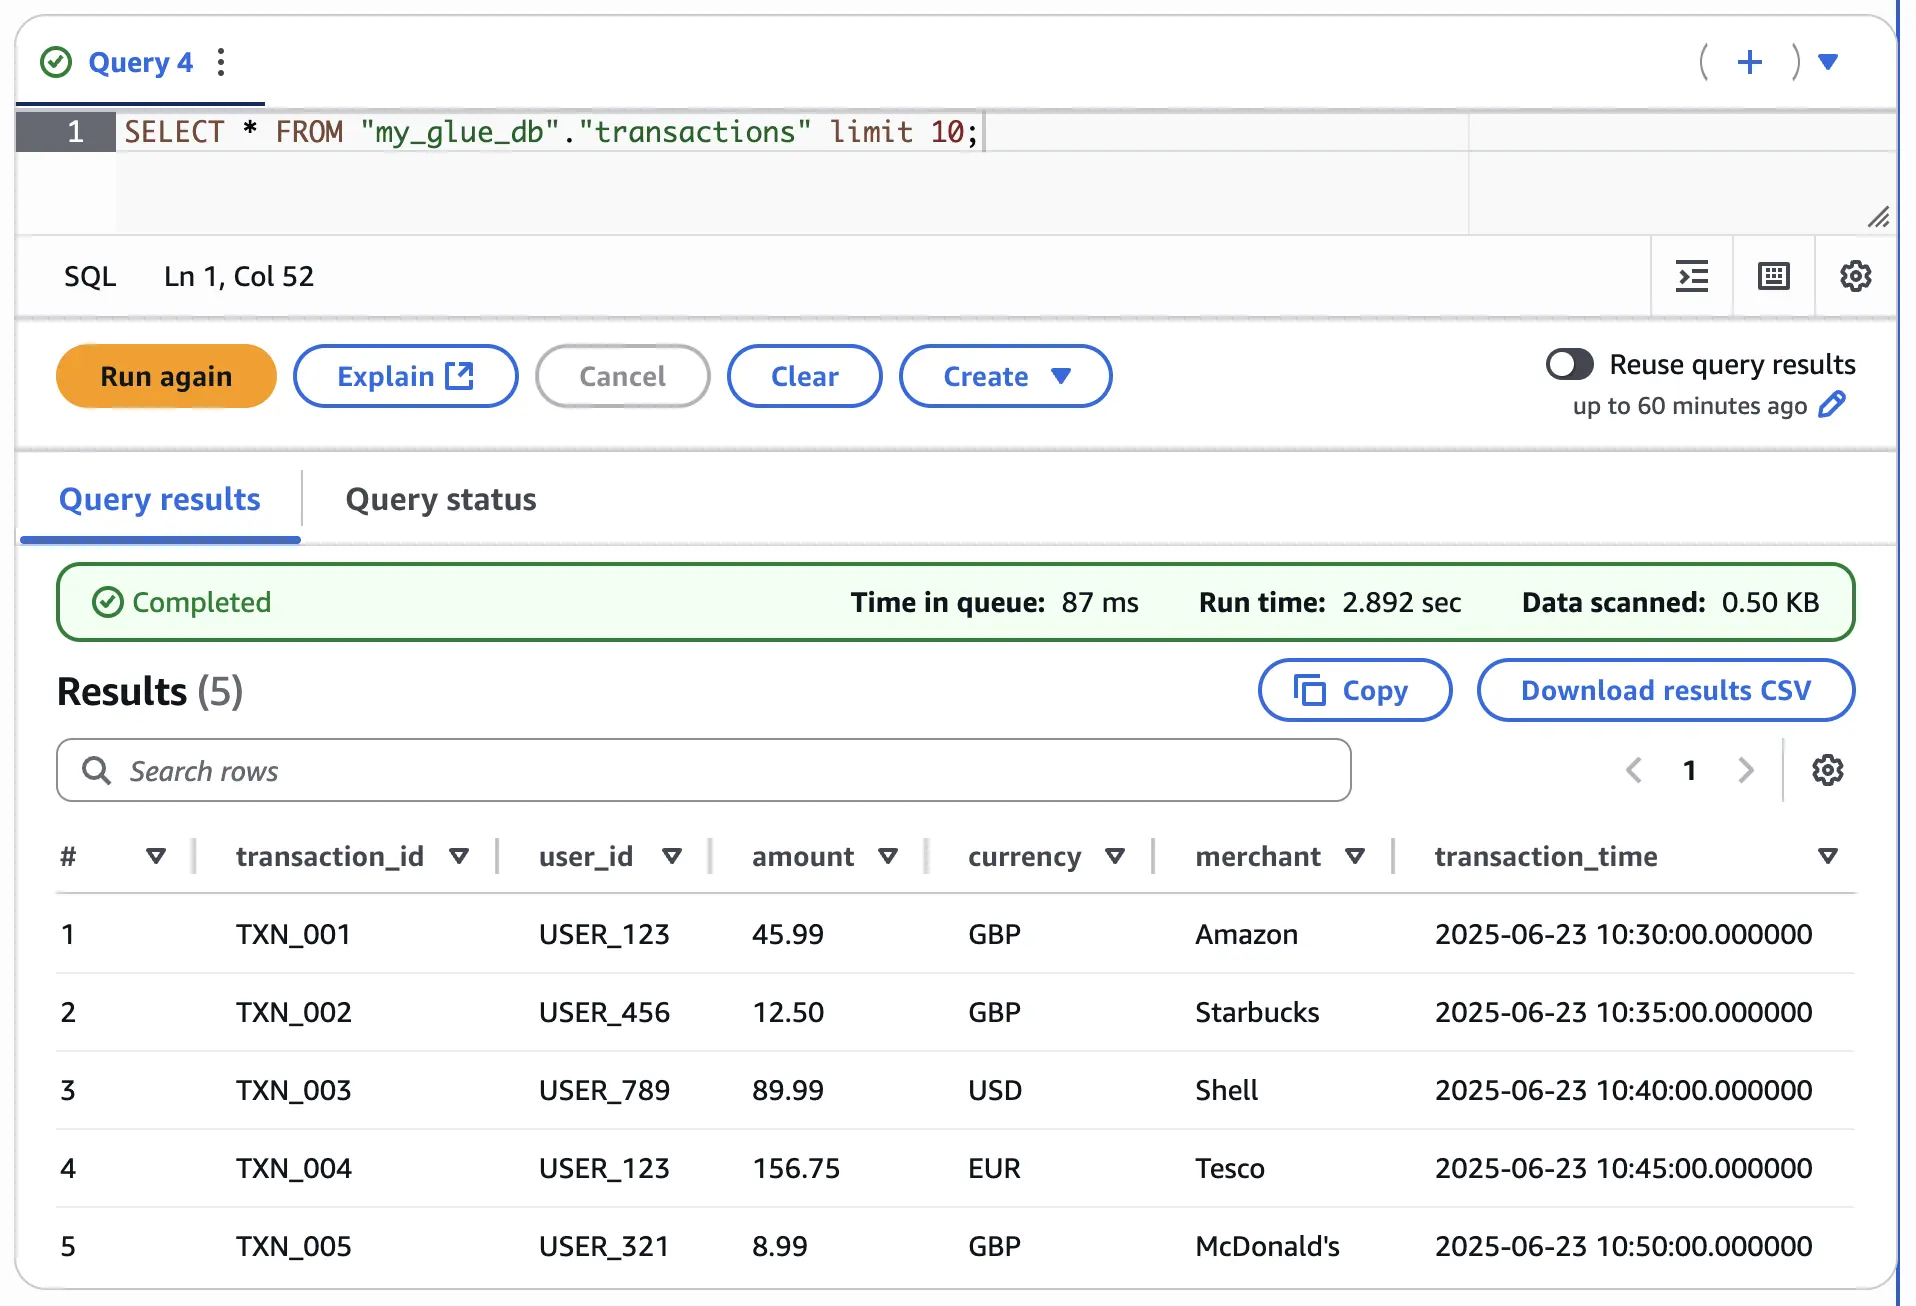 Query 4
1 SELECT * FROM "my_glue_db"."transactions" limit 10;
SQL Ln 1, Col 52
Run again Explain Cancel Clear Create Reuse query results
up to 60 minutes ago
Query results Query status
Completed Time in queue: 87 ms Run time: 2.892 sec Data scanned: 0.50 KB
Results (5) Copy Download results CSV
Search rows 1
# transaction_id user_id amount currency merchant transaction_time
1 TXN_001 USER_123 45.99 GBP Amazon 2025-06-23 10:30:00.000000
2 TXN_002 USER_456 12.50 GBP Starbucks 2025-06-23 10:35:00.000000
3 TXN_003 USER_789 89.99 USD Shell 2025-06-23 10:40:00.000000
4 TXN_004 USER_123 156.75 EUR Tesco 2025-06-23 10:45:00.000000
5 TXN_005 USER_321 8.99 GBP McDonald's 2025-06-23 10:50:00.000000